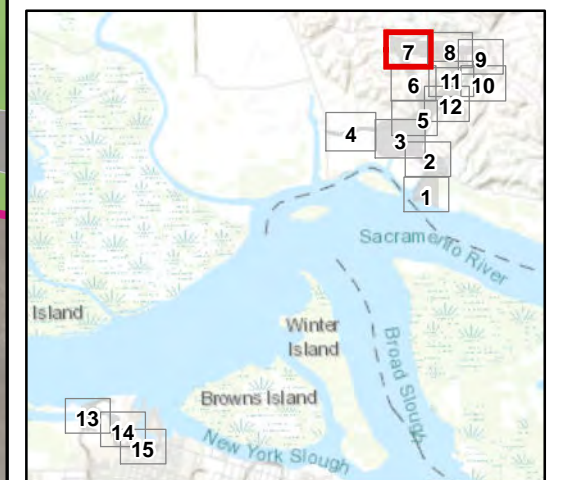 7
8
9
6
11
10
12
5
4
3
2
1
Sacramento River
Island
Winter
Island
Broad Slough
Browns Island
13
14
15
New York Slough